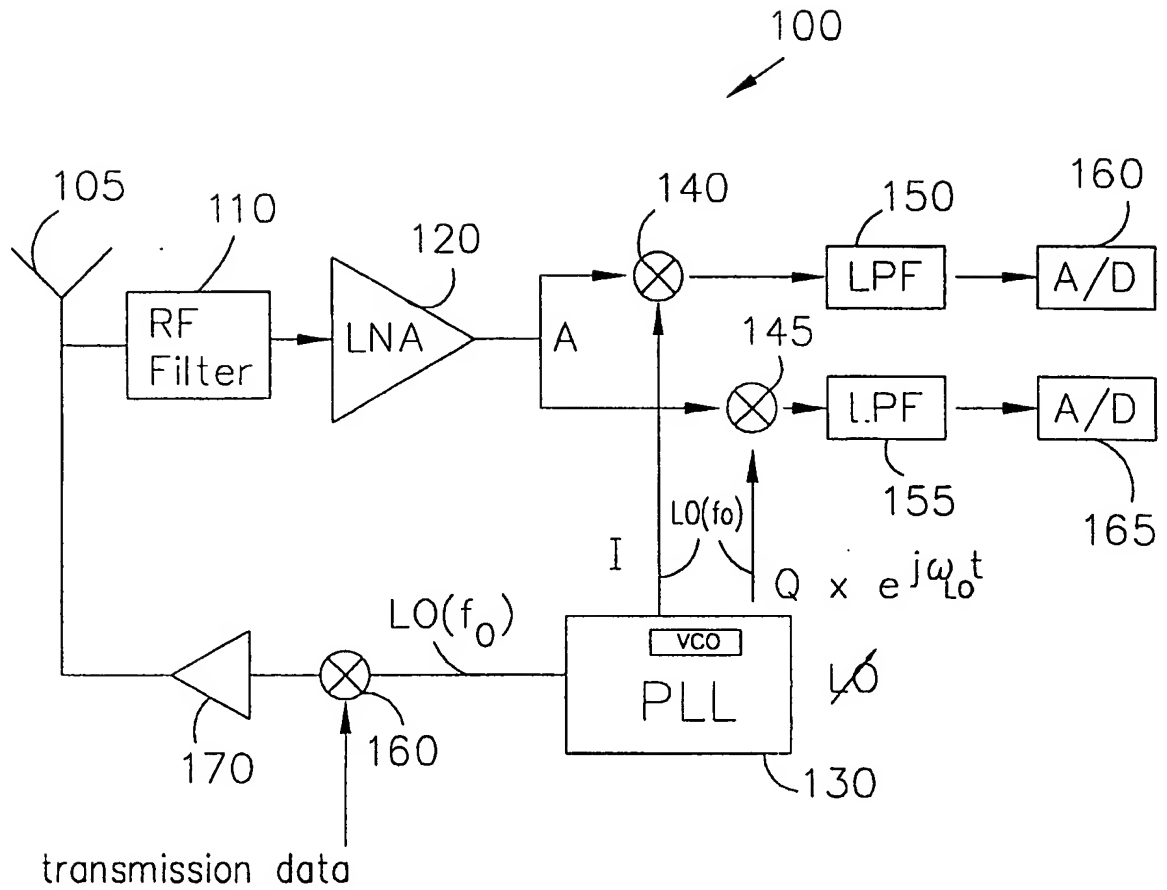 100
105
110
120
140
150
160
RF
Filter
LNA
A
LPF
A/D
145
LPF
A/D
155
165
I
LO(fo)
Q x e jωLOt
LO(f0)
VCO
PLL
LO
170
160
130
transmission data